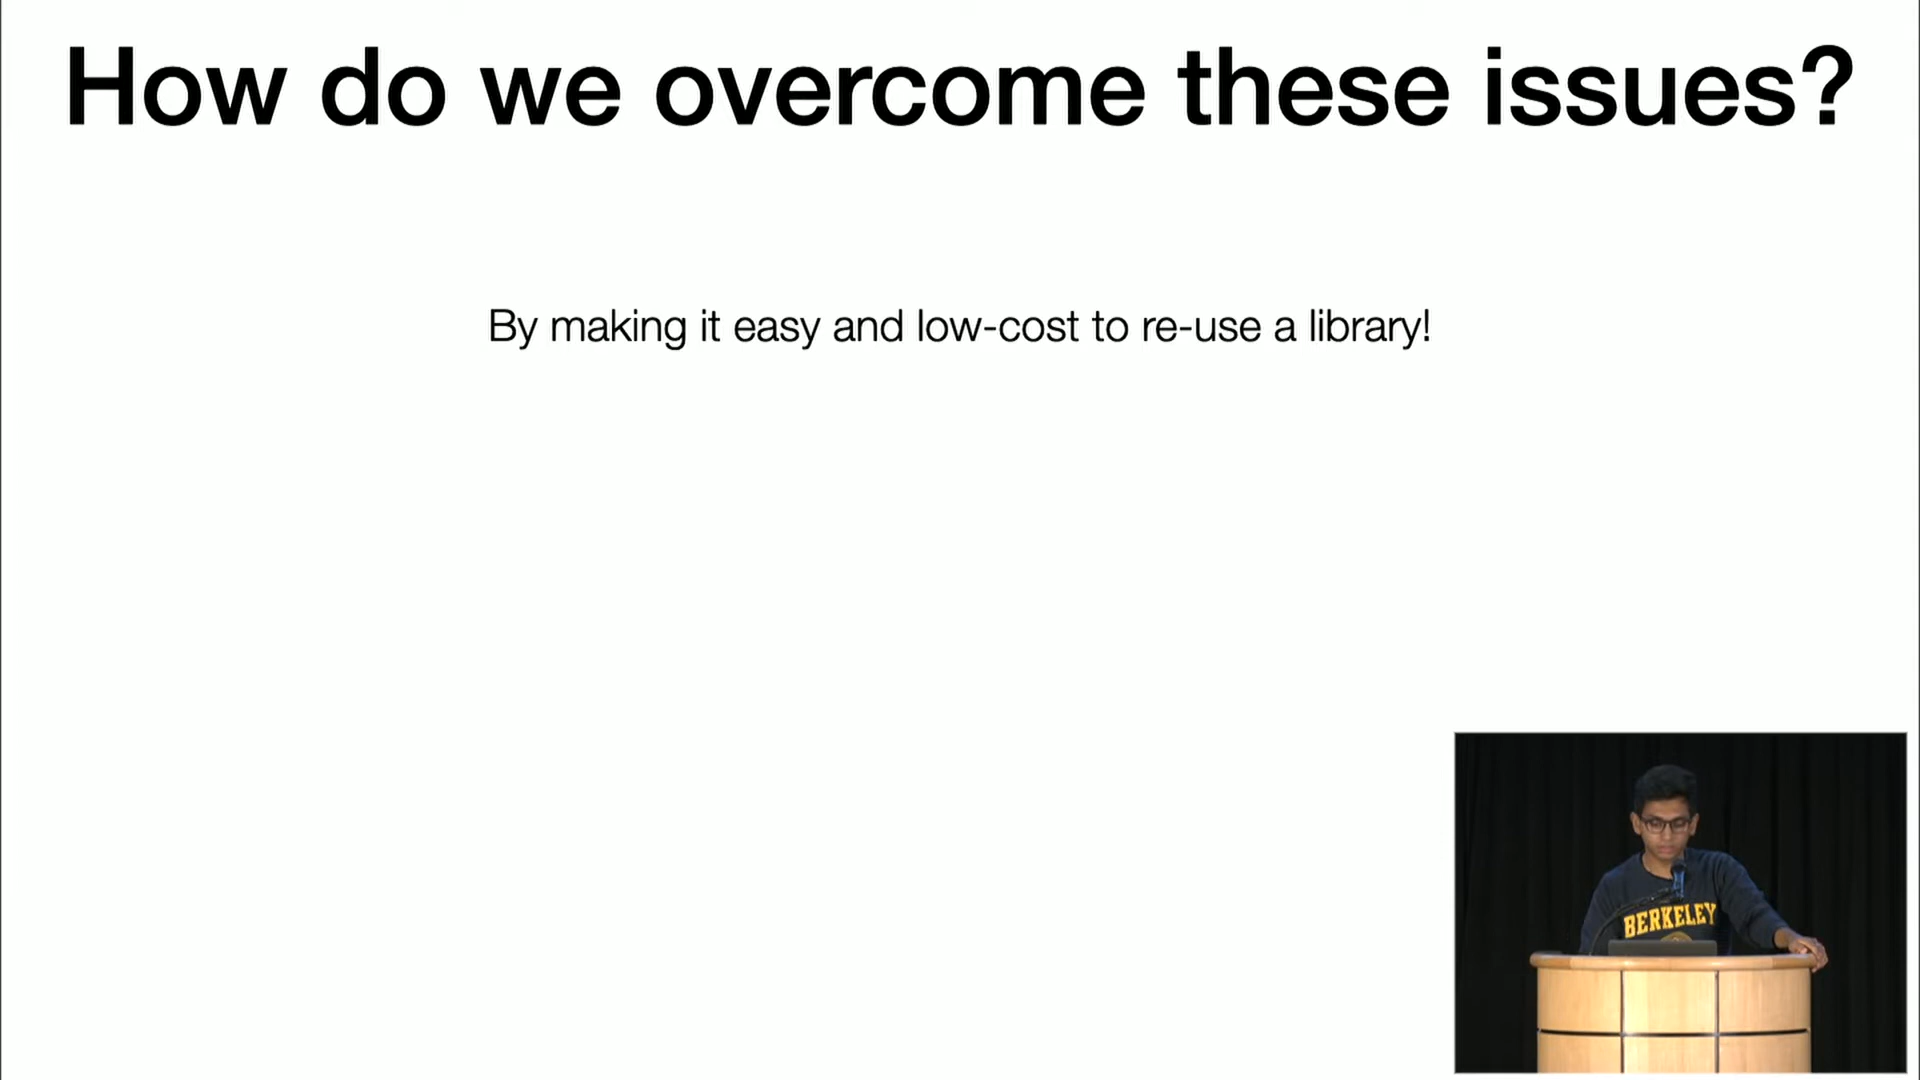 How do we overcome these issues?
By making it easy and low-cost to re-use a library!
BERKELEY